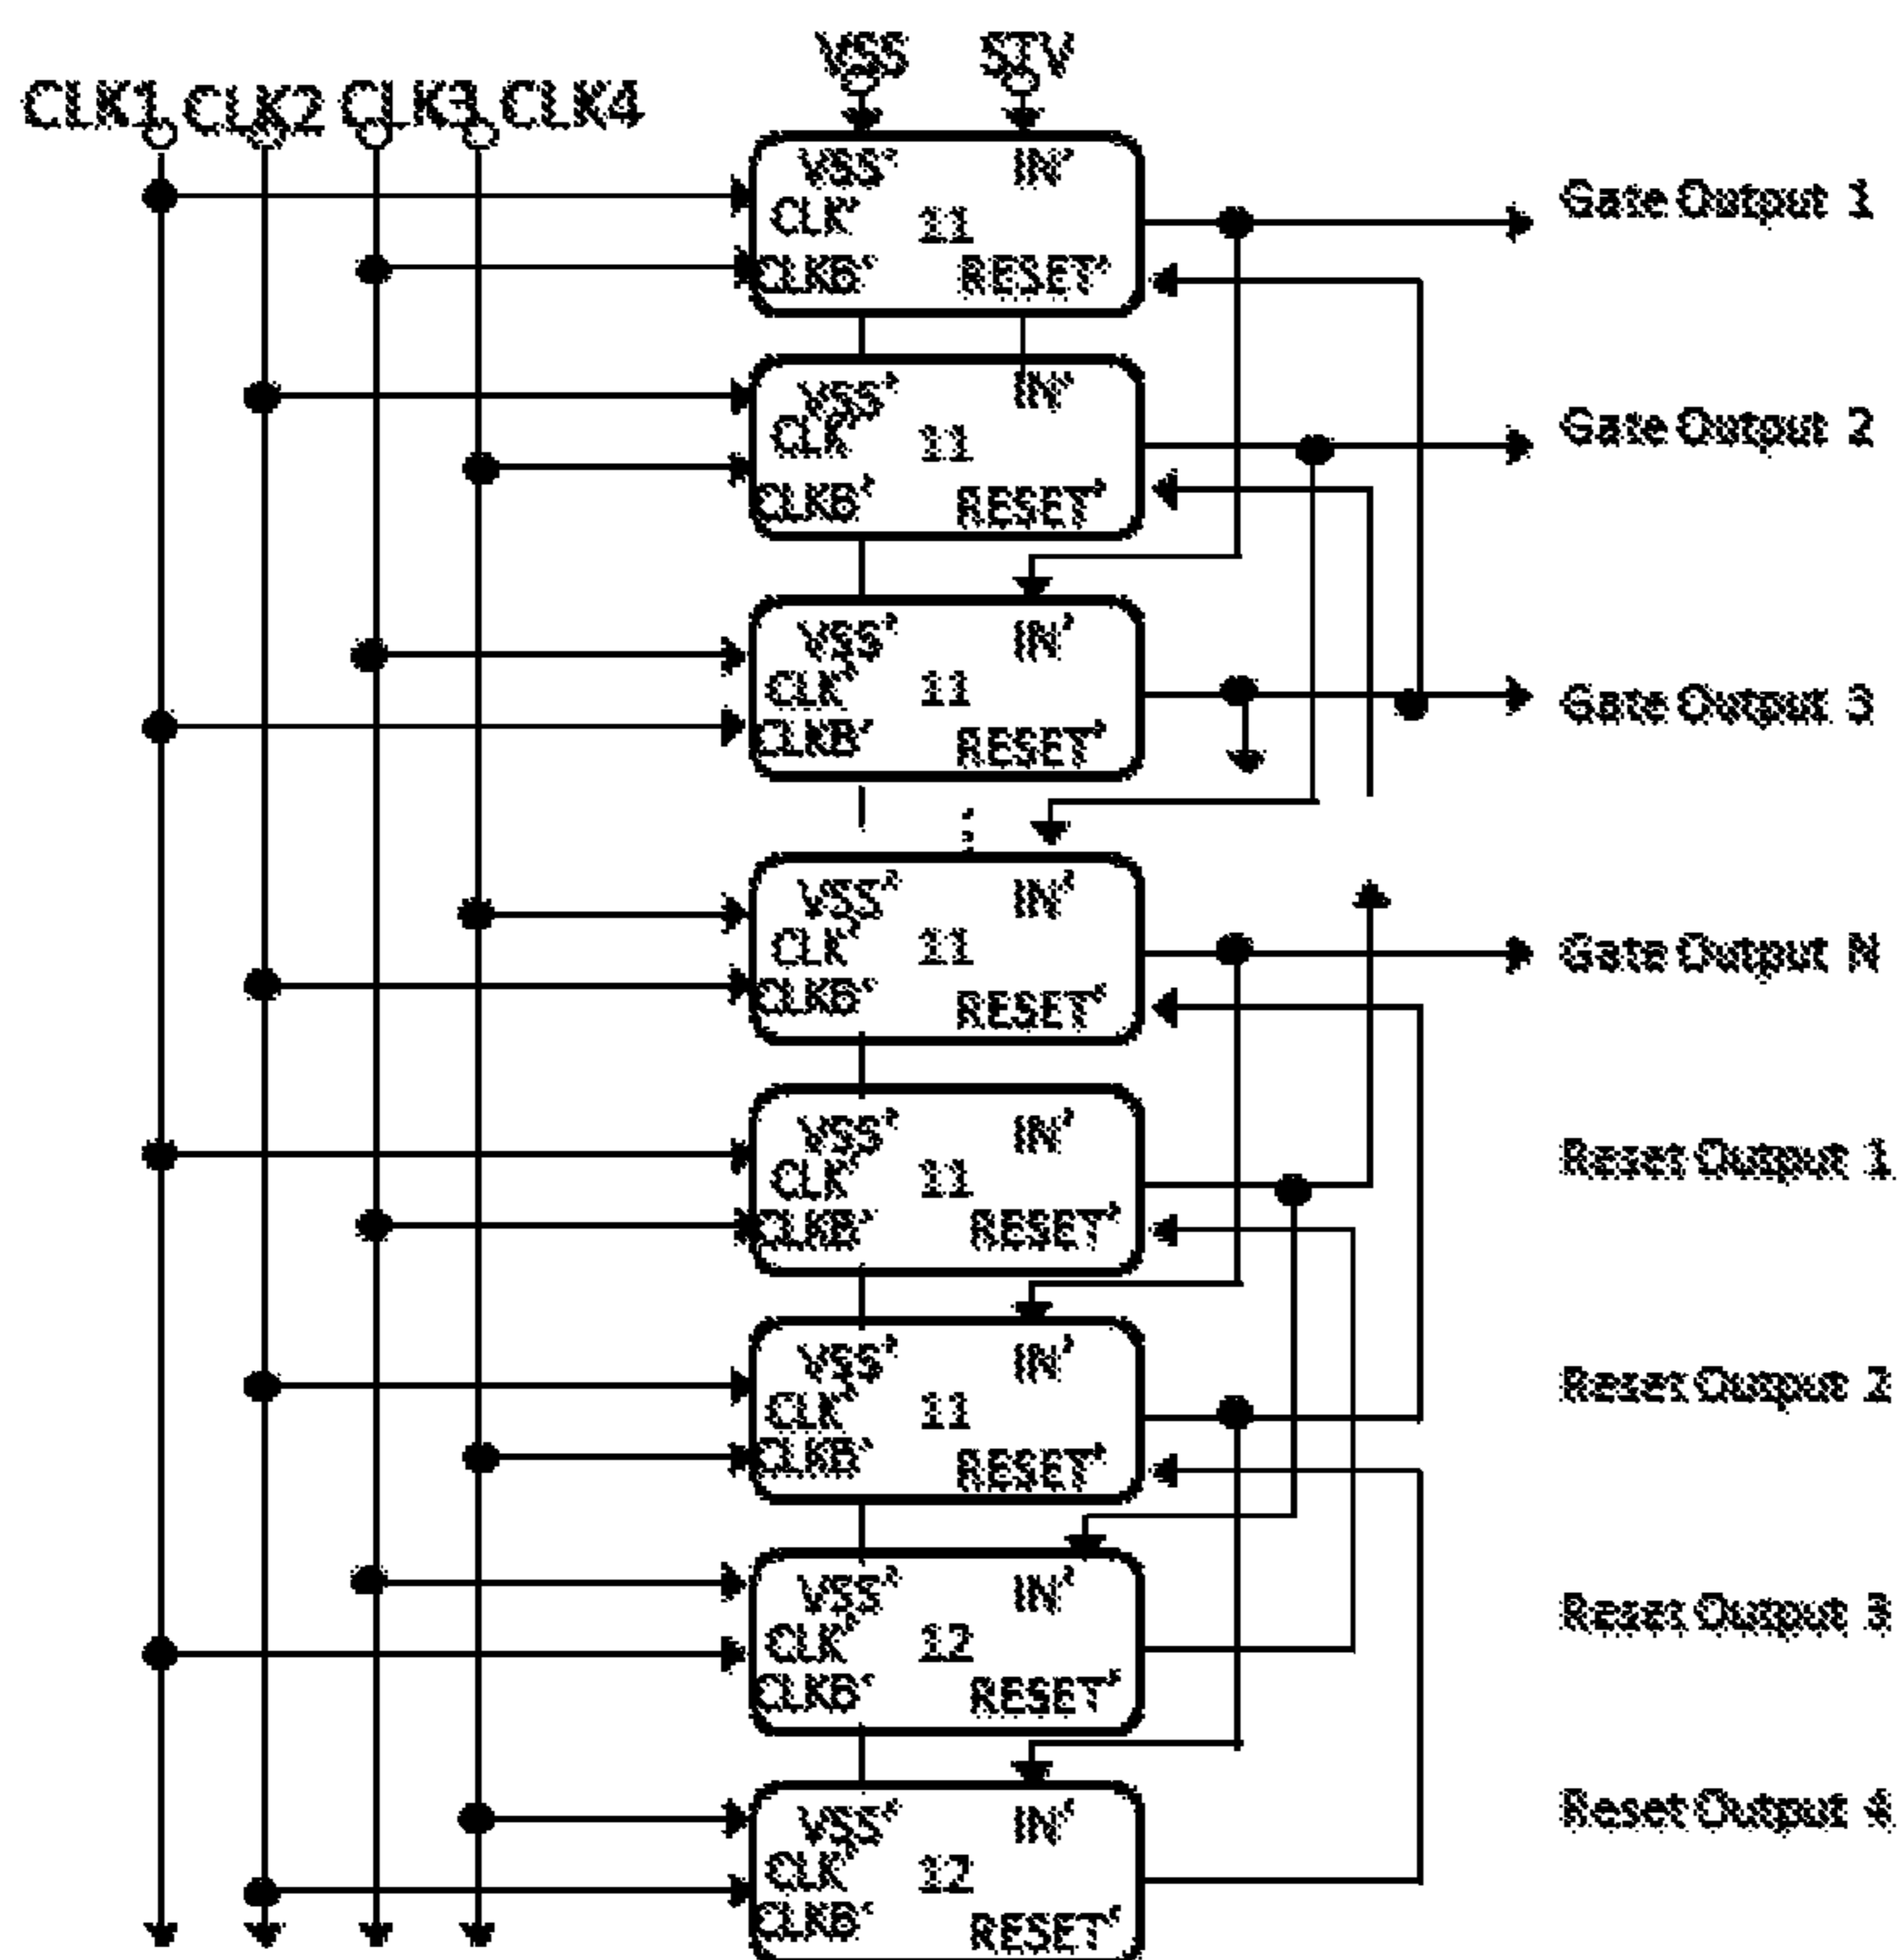 VSS STV
CLK1 CLK2 CLK3 CLK4
VSS' IN'
CLK' 11
CLKB' RESET'
Gate Output 1
VSS' IN'
CLK' 11
CLKB' RESET'
Gate Output 2
VSS' IN'
CLK' 11
CLKB' RESET'
Gate Output 3
VSS' IN'
CLK' 11
CLKB' RESET'
Gate Output N
VSS' IN'
CLK' 11
CLKB' RESET'
Reset Output 1
VSS' IN'
CLK' 11
CLKB' RESET'
Reset Output 2
VSS' IN'
CLK' 12
CLKB' RESET'
Reset Output 3
VSS' IN'
CLK' 12
CLKB' RESET'
Reset Output 4